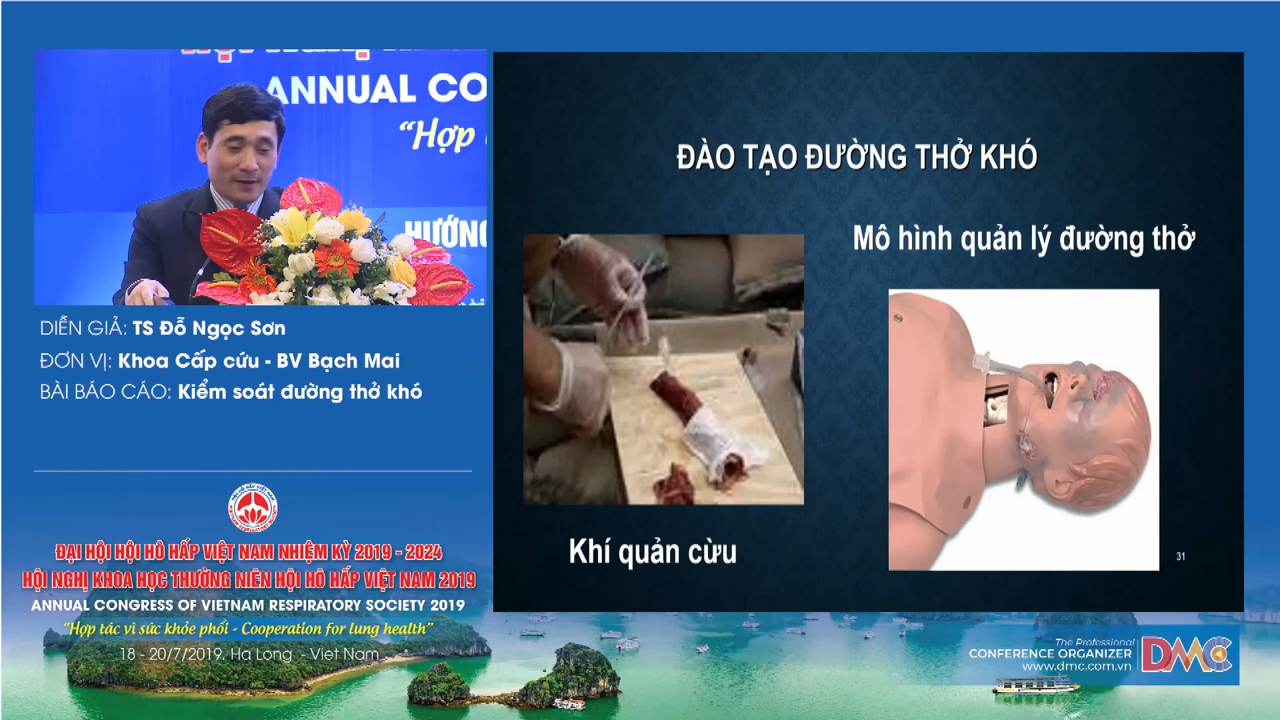 ANNUAL CO
“Hợp
HƯỚNG
DIỄN GIẢ: TS Đỗ Ngọc Sơn
ĐƠN VỊ: Khoa Cấp cứu - BV Bạch Mai
BÀI BÁO CÁO: Kiểm soát đường thở khó
ĐẠI HỘI HỘI HÔ HẤP VIỆT NAM NHIỆM KỲ 2019 - 2024
HỘI NGHỊ KHOA HỌC THƯỜNG NIÊN HỘI HÔ HẤP VIỆT NAM 2019
ANNUAL CONGRESS OF VIETNAM RESPIRATORY SOCIETY 2019
“Hợp tác vì sức khỏe phổi - Cooperation for lung health”
18 - 20/7/2019. Ha Long - Viet Nam
ĐÀO TẠO ĐƯỜNG THỞ KHÓ
Mô hình quản lý đường thở
Khí quản cừu
31
The Professional
CONFERENCE ORGANIZER
www.dmc.com.vn
DMC